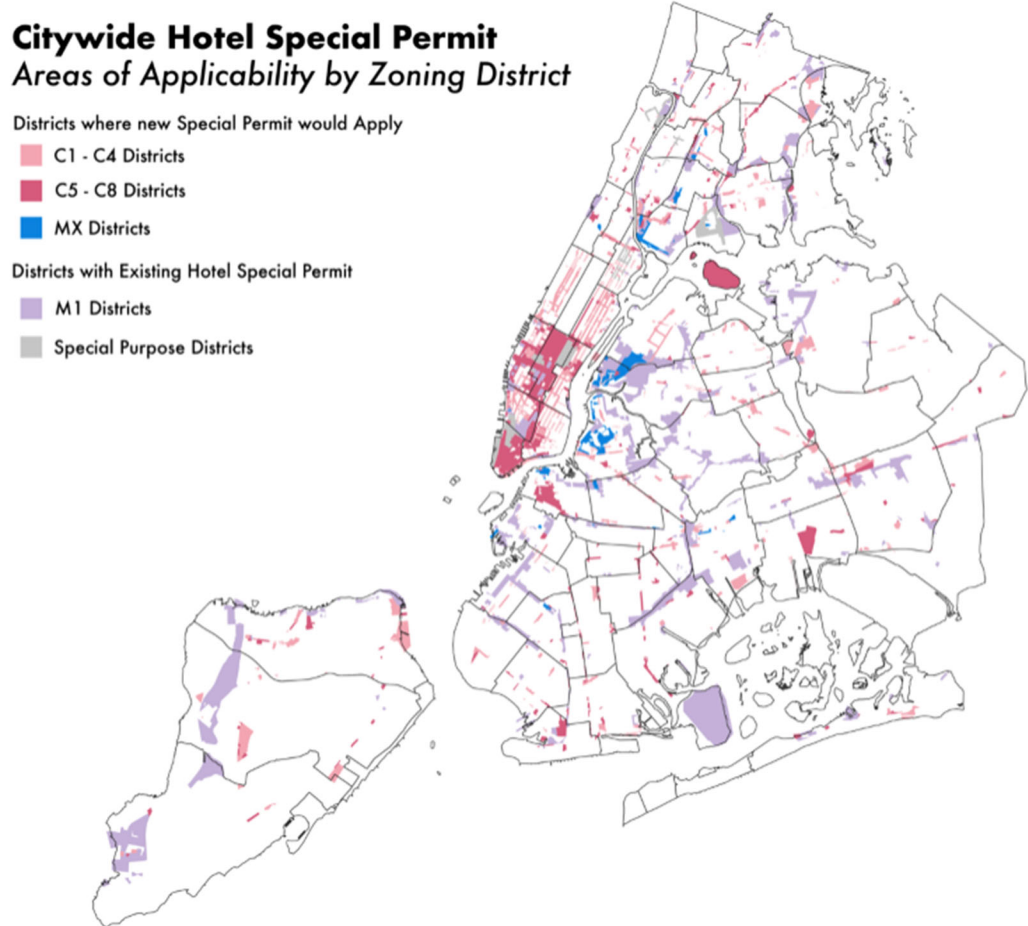 Citywide Hotel Special Permit
Areas of Applicability by Zoning District
Districts where new Special Permit would Apply
C1 - C4 Districts
C5 - C8 Districts
MX Districts
Districts with Existing Hotel Special Permit
M1 Districts
Special Purpose Districts